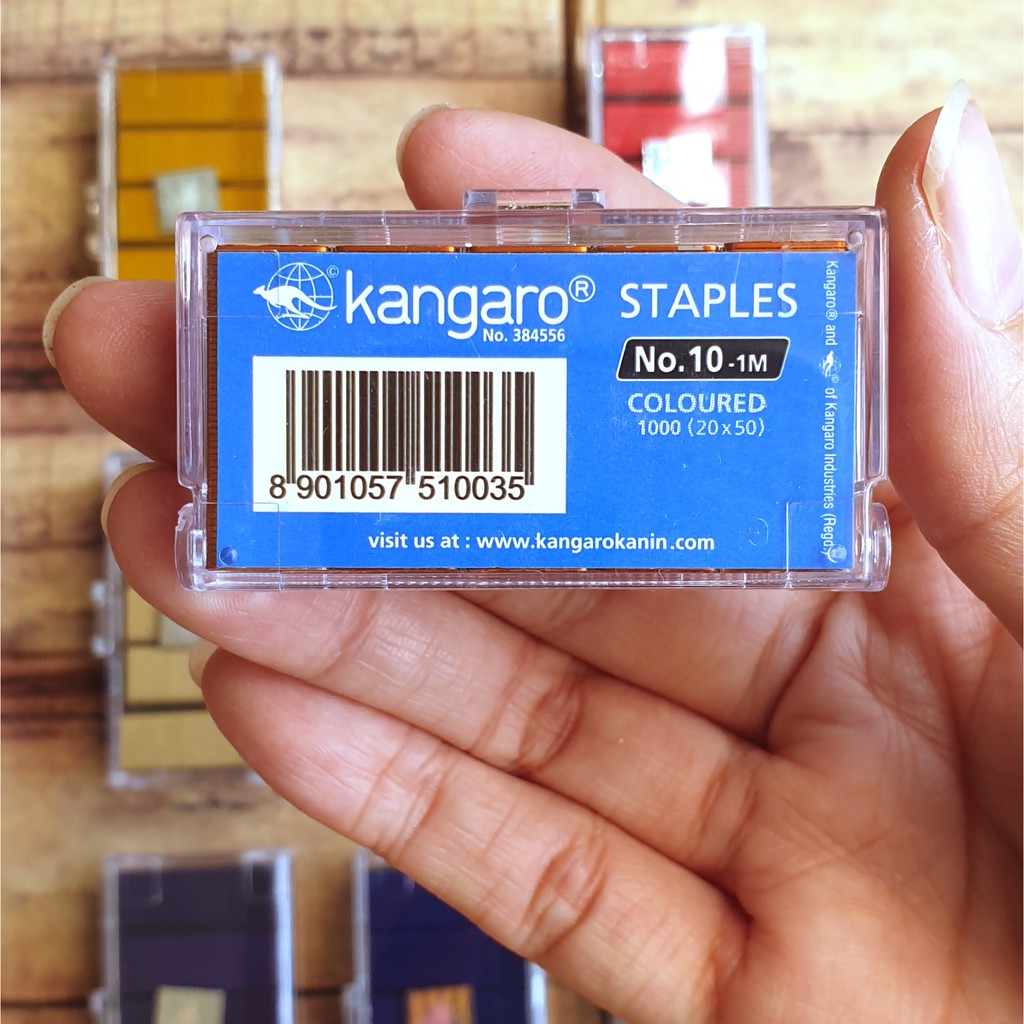 © kangaro® STAPLES
No. 384556
No.10-1M
COLOURED
1000 (20x50)
8 901057 510035
visit us at : www.kangarokanin.com
Kangaro® and © of Kangaro Industries (Regd.)